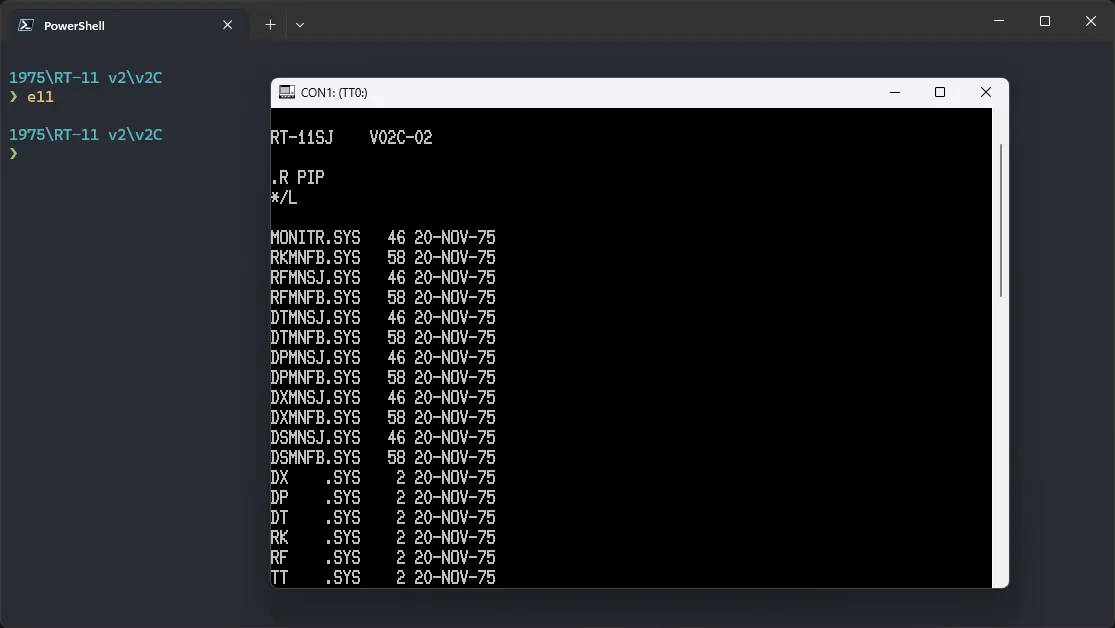 PowerShell
1975\RT-11 v2\v2C
❯ e11
1975\RT-11 v2\v2C
❯
CON1: (TT0:)
RT-11SJ    V02C-02
.R PIP
*/L
MONITR.SYS   46 20-NOV-75
RKMNFB.SYS   58 20-NOV-75
RFMNSJ.SYS   46 20-NOV-75
RFMNFB.SYS   58 20-NOV-75
DTMNSJ.SYS   46 20-NOV-75
DTMNFB.SYS   58 20-NOV-75
DPMNSJ.SYS   46 20-NOV-75
DPMNFB.SYS   58 20-NOV-75
DXMNSJ.SYS   46 20-NOV-75
DXMNFB.SYS   58 20-NOV-75
DSMNSJ.SYS   46 20-NOV-75
DSMNFB.SYS   58 20-NOV-75
DX    .SYS    2 20-NOV-75
DP    .SYS    2 20-NOV-75
DT    .SYS    2 20-NOV-75
RK    .SYS    2 20-NOV-75
RF    .SYS    2 20-NOV-75
TT    .SYS    2 20-NOV-75